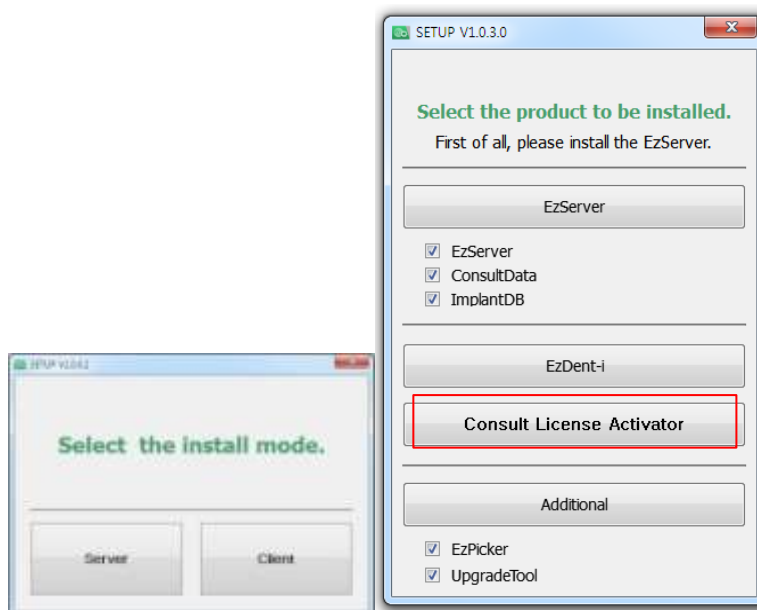 SETUP V1.0.3.0
Select the product to be installed.
First of all, please install the EzServer.
EzServer
EzServer
ConsultData
ImplantDB
EzDent-i
Consult License Activator
Additional
EzPicker
UpgradeTool
Select the install mode.
Server
Client